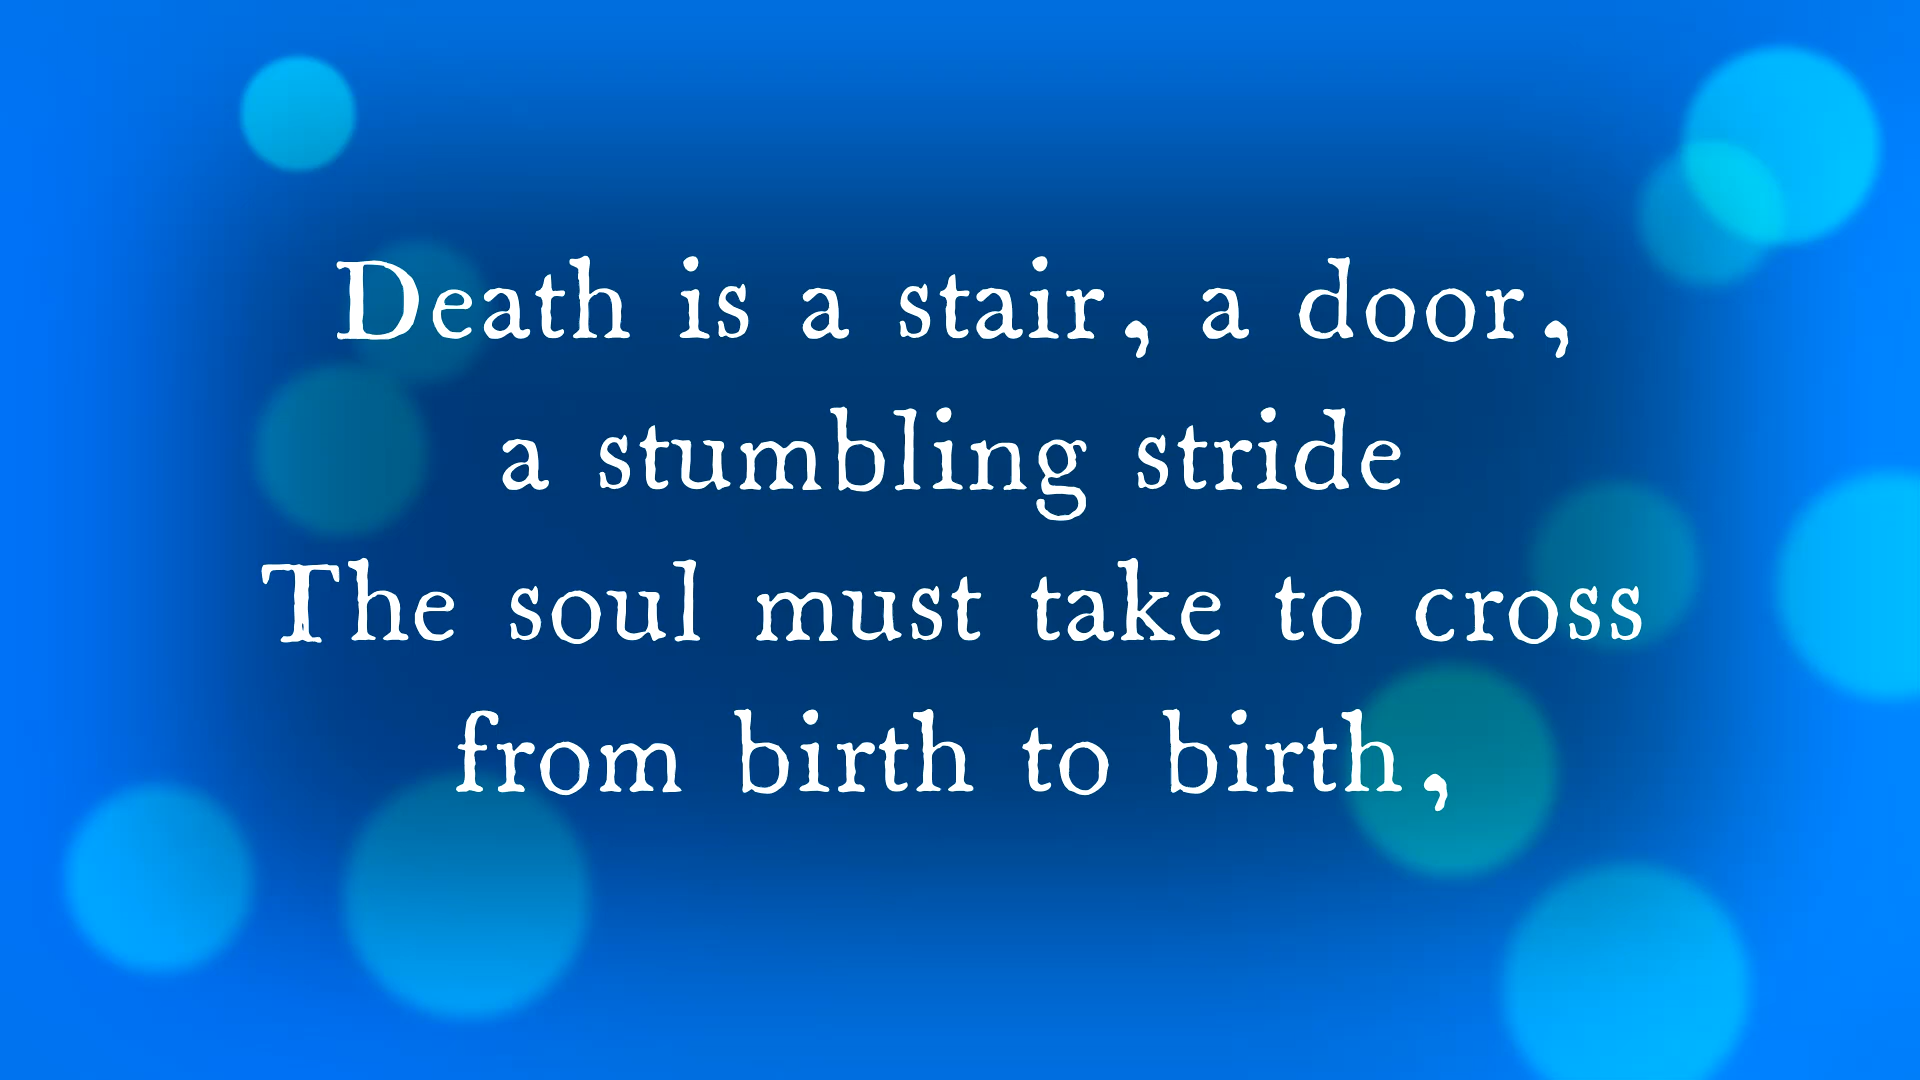 Death is a stair, a door,
a stumbling stride
The soul must take to cross
from birth to birth,